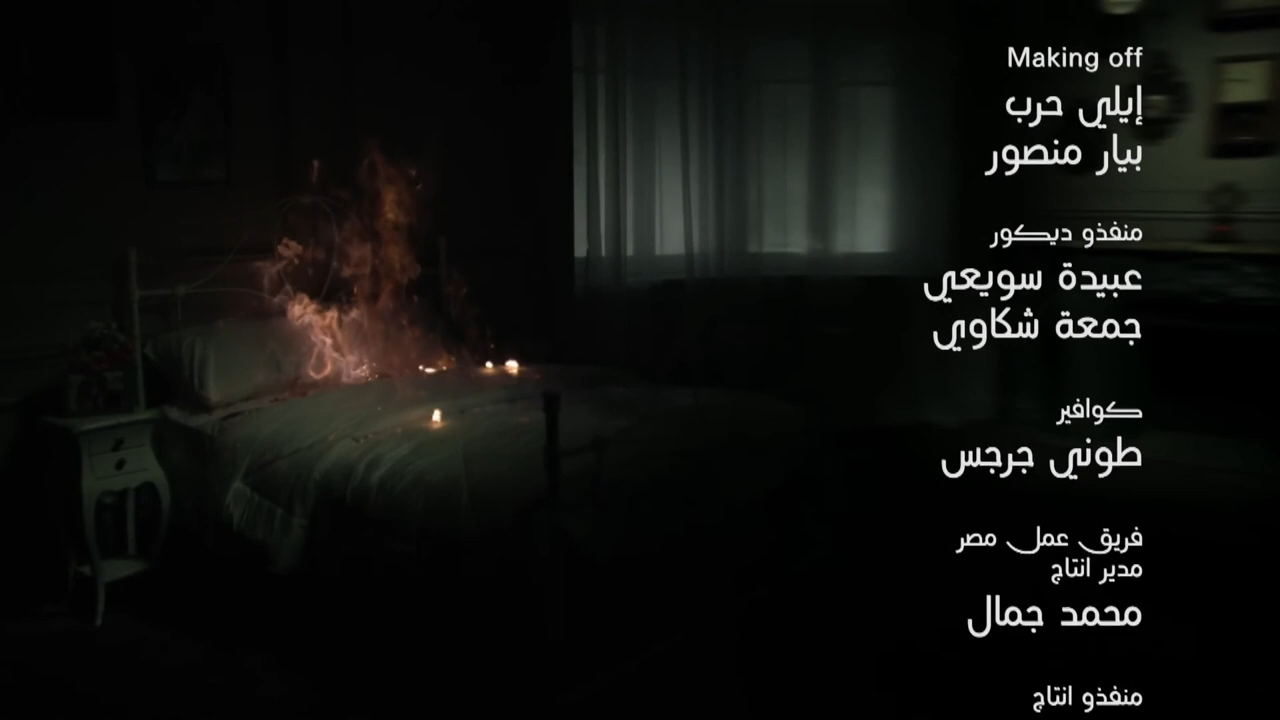 Making off
إيلي حرب
بيار منصور
منفذو ديكور
عبيدة سويعي
جمعة شكاوي
كوافير
طوني جرجس
فريق عمل مصر
مدير انتاج
محمد جمال
منفذو انتاج